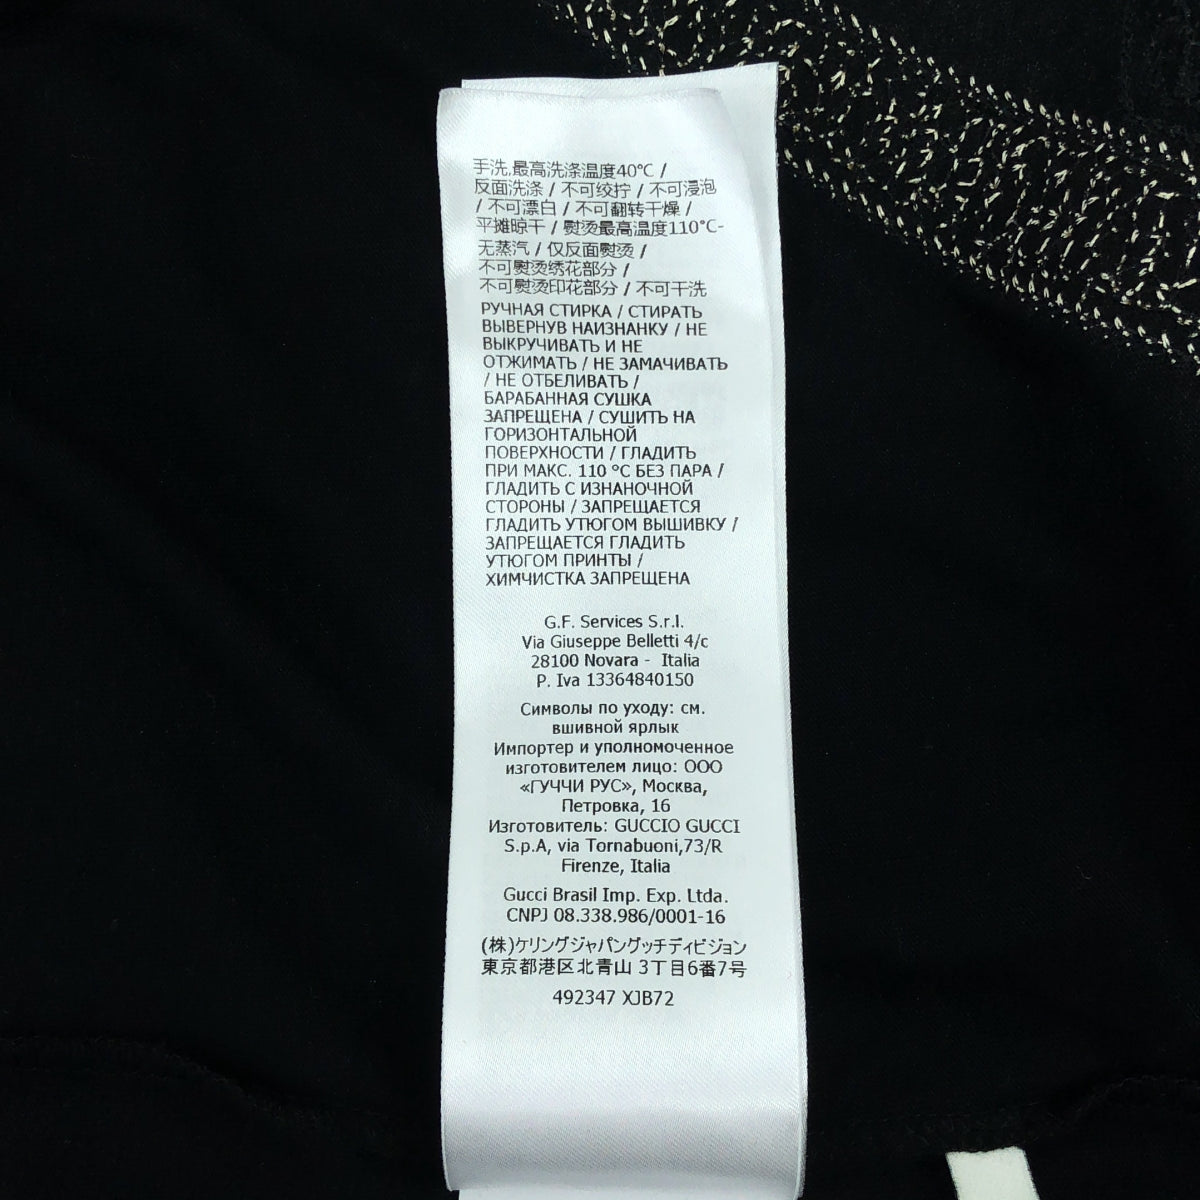 手洗,最高洗涤温度40°C /
反面洗涤 / 不可绞拧 / 不可浸泡
/ 不可漂白 / 不可翻转干燥 /
平摊晾干 / 熨烫最高温度110°C-
无蒸汽 / 仅反面熨烫 /
不可熨烫绣花部分 /
不可熨烫印花部分 / 不可干洗
РУЧНАЯ СТИРКА / СТИРАТЬ
ВЫВЕРНУВ НАИЗНАНКУ / НЕ
ВЫКРУЧИВАТЬ И НЕ
ОТЖИМАТЬ / НЕ ЗАМАЧИВАТЬ
/ НЕ ОТБЕЛИВАТЬ /
БАРАБАННАЯ СУШКА
ЗАПРЕЩЕНА / СУШИТЬ НА
ГОРИЗОНТАЛЬНОЙ
ПОВЕРХНОСТИ / ГЛАДИТЬ
ПРИ МАКС. 110 °C БЕЗ ПАРА /
ГЛАДИТЬ С ИЗНАНОЧНОЙ
СТОРОНЫ / ЗАПРЕЩАЕТСЯ
ГЛАДИТЬ УТЮГОМ ВЫШИВКУ /
ЗАПРЕЩАЕТСЯ ГЛАДИТЬ
УТЮГОМ ПРИНТЫ /
ХИМЧИСТКА ЗАПРЕЩЕНА
G.F. Services S.r.l.
Via Giuseppe Belletti 4/c
28100 Novara - Italia
P. Iva 13364840150
Символы по уходу: см.
вшивной ярлык
Импортер и уполномоченное
изготовителем лицо: ООО
«ГУЧЧИ РУС», Москва,
Петровка, 16
Изготовитель: GUCCIO GUCCI
S.p.A, via Tornabuoni,73/R
Firenze, Italia
Gucci Brasil Imp. Exp. Ltda.
CNPJ 08.338.986/0001-16
(株)ケリングジャパングッチディビジョン
東京都港区北青山 3丁目6番7号
492347 XJB72